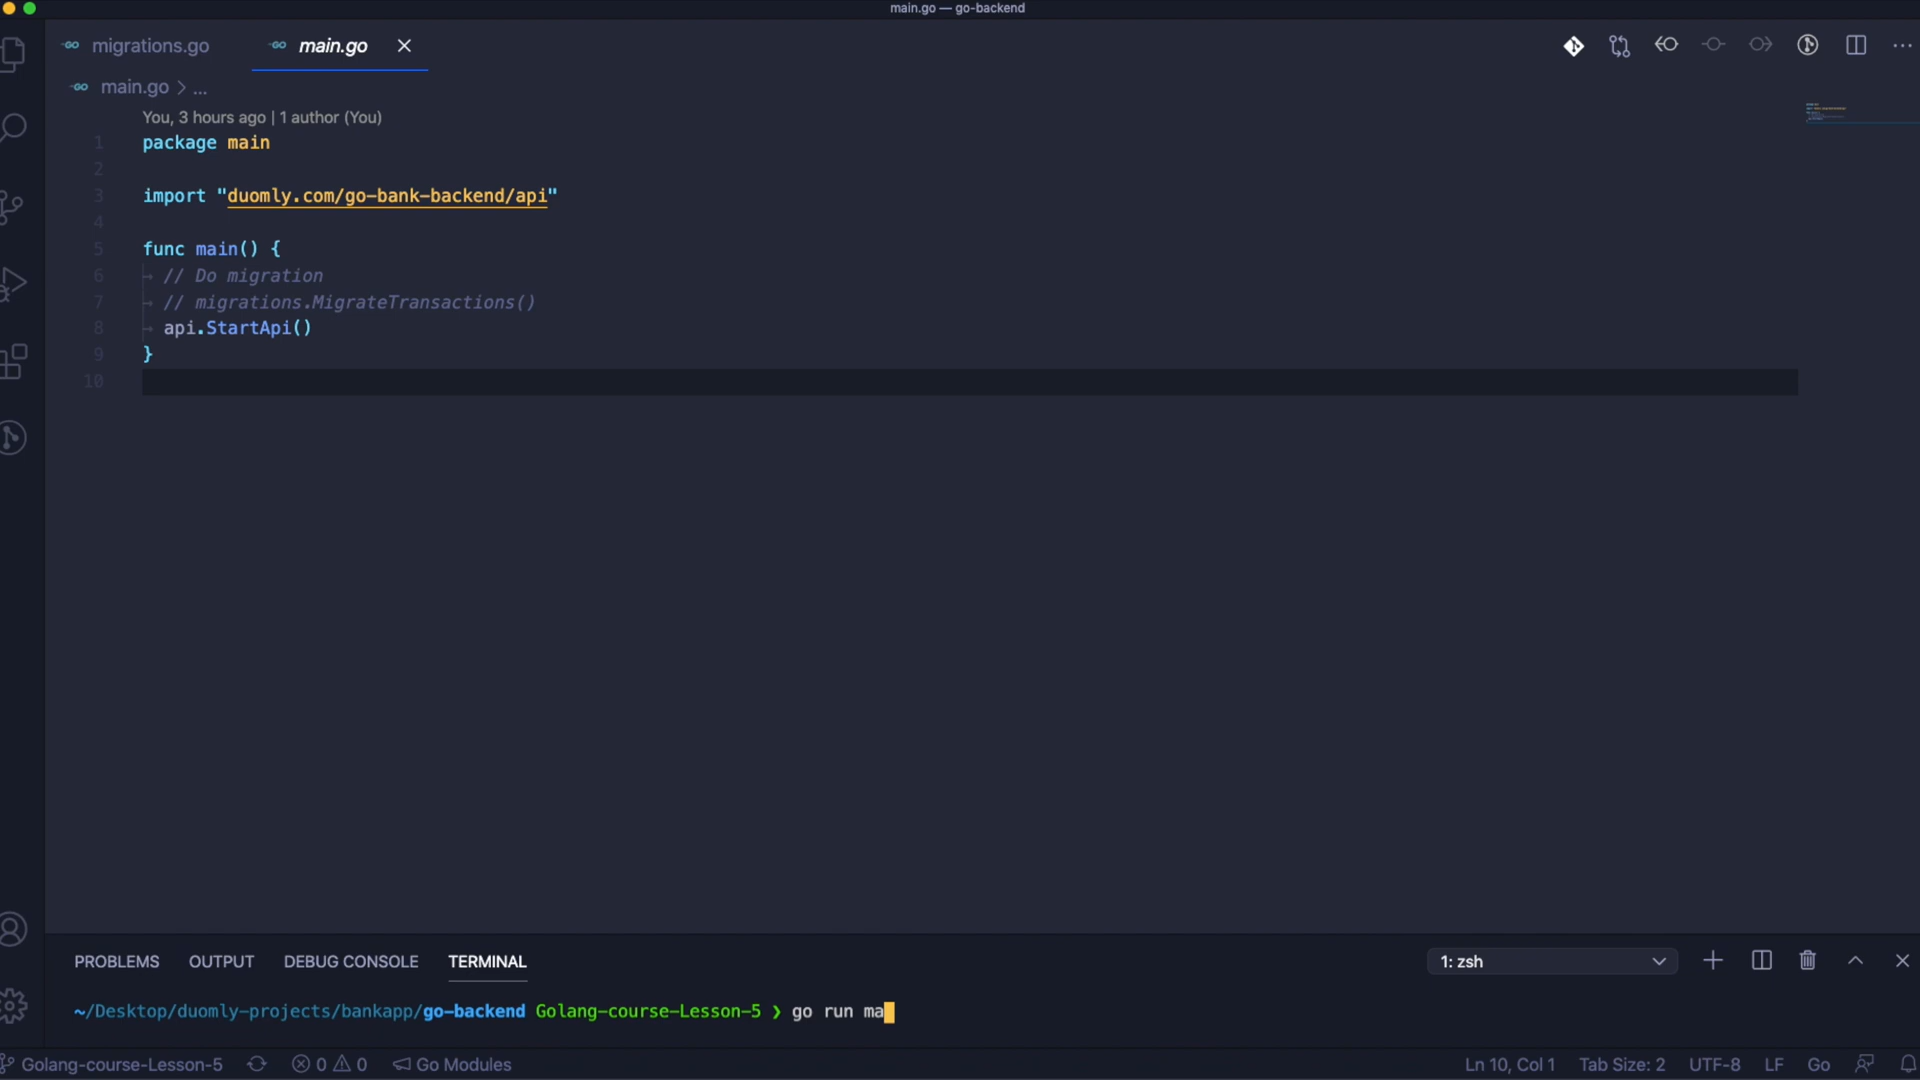 main.go — go-backend
migrations.go main.go
main.go > ...
You, 3 hours ago | 1 author (You)
1 package main
2
3 import "duomly.com/go-bank-backend/api"
4
5 func main() {
6 // Do migration
7 // migrations.MigrateTransactions()
8 api.StartApi()
9 }
10
PROBLEMS OUTPUT DEBUG CONSOLE TERMINAL 1: zsh
~/Desktop/duomly-projects/bankapp/go-backend Golang-course-Lesson-5 ❯ go run ma
Golang-course-Lesson-5 0 0 Go Modules Ln 10, Col 1 Tab Size: 2 UTF-8 LF Go